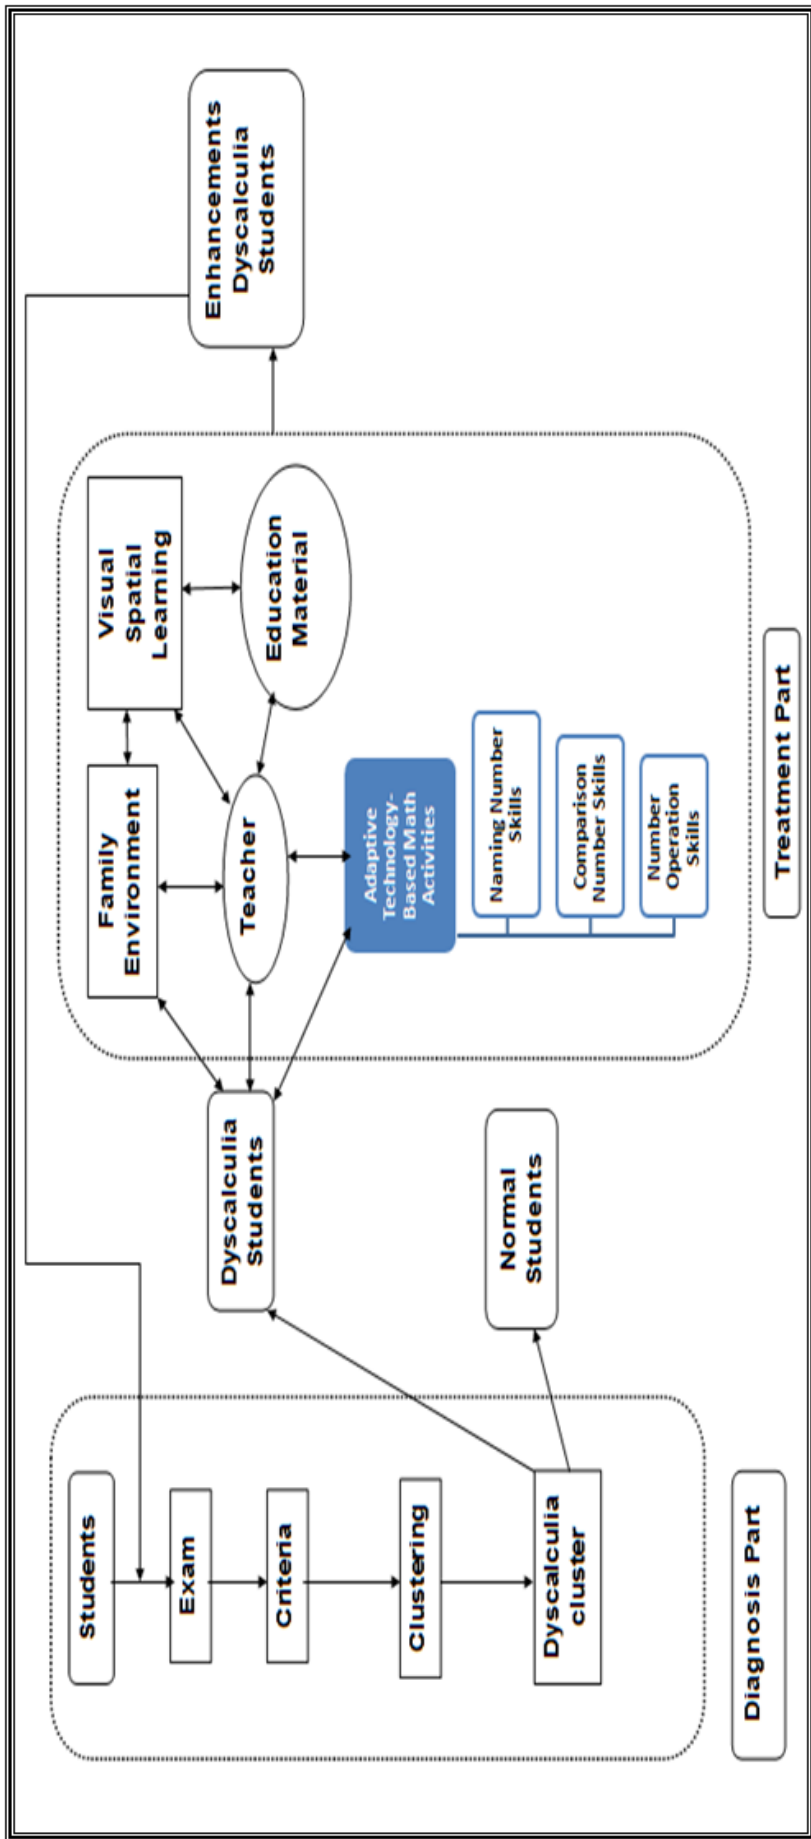 Students
Exam
Criteria
Clustering
Dyscalculia
cluster
Diagnosis Part
Dyscalculia
Students
Normal
Students
Family
Environment
Visual
Spatial
Learning
Teacher
Education
Material
Adaptive
Technology-
Based Math
Activities
Naming Number
Skills
Comparison
Number Skills
Number
Operation
Skills
Treatment Part
Enhancements
Dyscalculia
Students